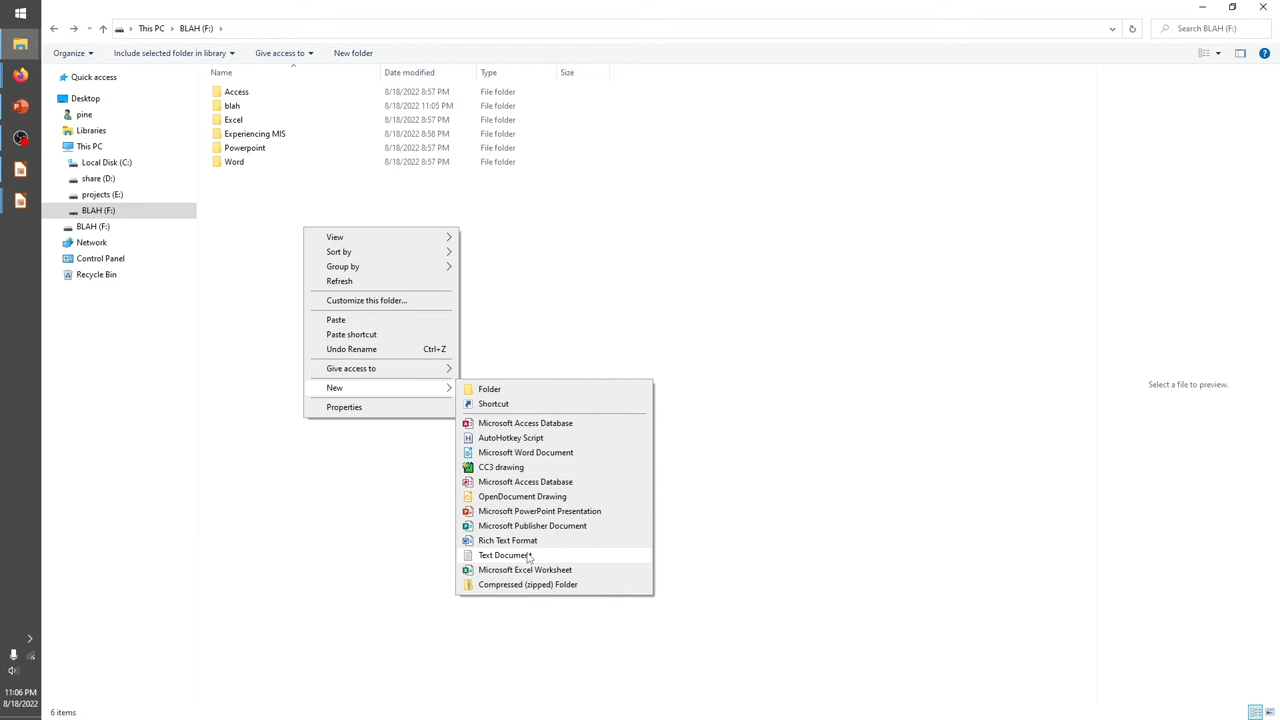 This PC
BLAH (F:)
Search BLAH (F:)
Organize
Include selected folder in library
Give access to
New folder
Name
Date modified
Type
Size
Quick access
Desktop
pine
Libraries
This PC
Local Disk (C:)
share (D:)
projects (E:)
BLAH (F:)
BLAH (F:)
Network
Control Panel
Recycle Bin
Access 8/18/2022 8:57 PM File folder
blah 8/18/2022 11:05 PM File folder
Excel 8/18/2022 8:57 PM File folder
Experiencing MIS 8/18/2022 8:58 PM File folder
Powerpoint 8/18/2022 8:57 PM File folder
Word 8/18/2022 8:57 PM File folder
View
Sort by
Group by
Refresh
Customize this folder...
Paste
Paste shortcut
Undo Rename Ctrl+Z
Give access to
New
Properties
Folder
Shortcut
Microsoft Access Database
AutoHotkey Script
Microsoft Word Document
CC3 drawing
Microsoft Access Database
OpenDocument Drawing
Microsoft PowerPoint Presentation
Microsoft Publisher Document
Rich Text Format
Text Document
Microsoft Excel Worksheet
Compressed (zipped) Folder
Select a file to preview.
11:06 PM
8/18/2022
6 items